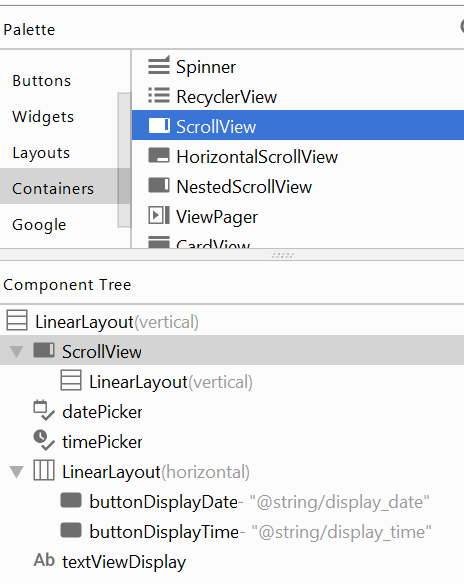 Palette
Buttons
Widgets
Layouts
Containers
Google
Spinner
RecyclerView
ScrollView
HorizontalScrollView
NestedScrollView
ViewPager
CardView
Component Tree
LinearLayout(vertical)
ScrollView
LinearLayout(vertical)
datePicker
timePicker
LinearLayout(horizontal)
buttonDisplayDate- "@string/display_date"
buttonDisplayTime- "@string/display_time"
Ab textViewDisplay